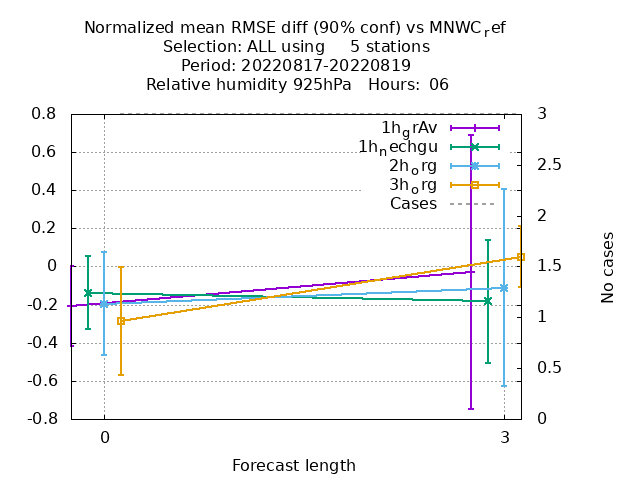 Normalized mean RMSE diff (90% conf) vs MNWC_ref
Selection: ALL using 5 stations
Period: 20220817-20220819
Relative humidity 925hPa Hours: 06
0.8 3
1h_grAv
1h_nechgu
0.6
2h_org 2.5
0.4 3h_org
Cases 2
0.2
0 1.5
No cases
-0.2 1
-0.4
0.5
-0.6
-0.8 0
0 3
Forecast length